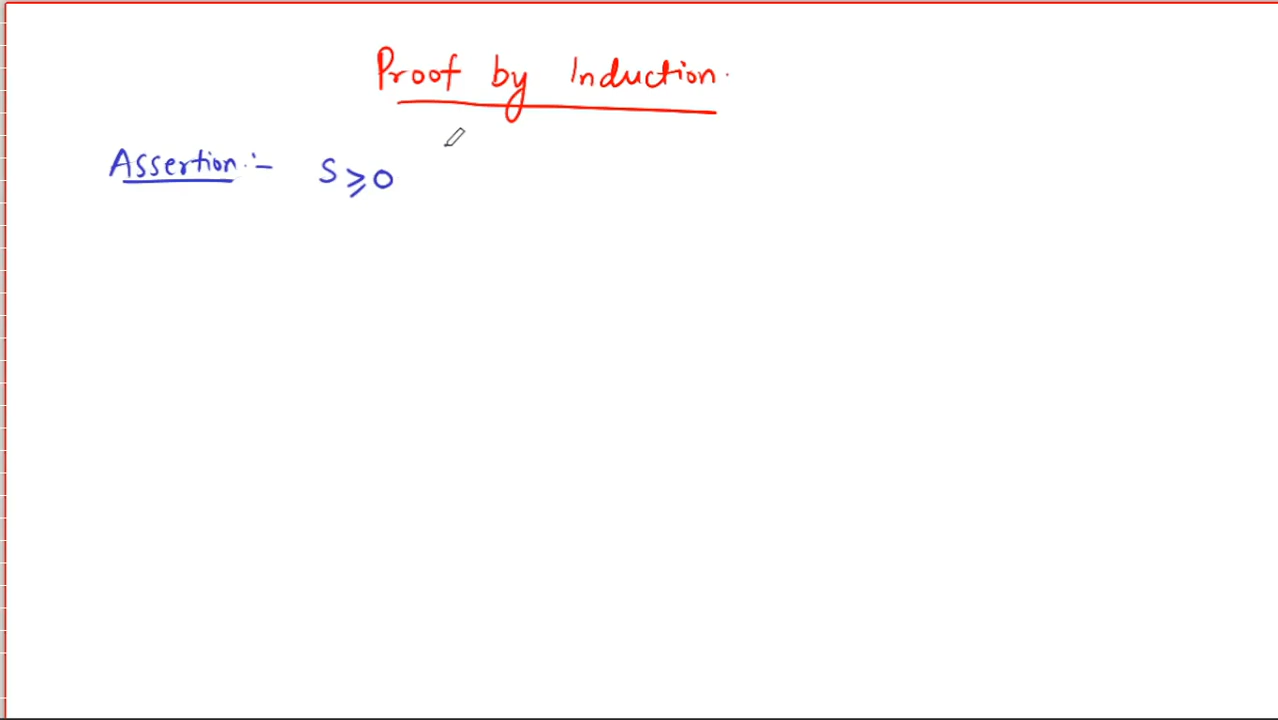 Proof by Induction.
Assertion :- S ≥ 0